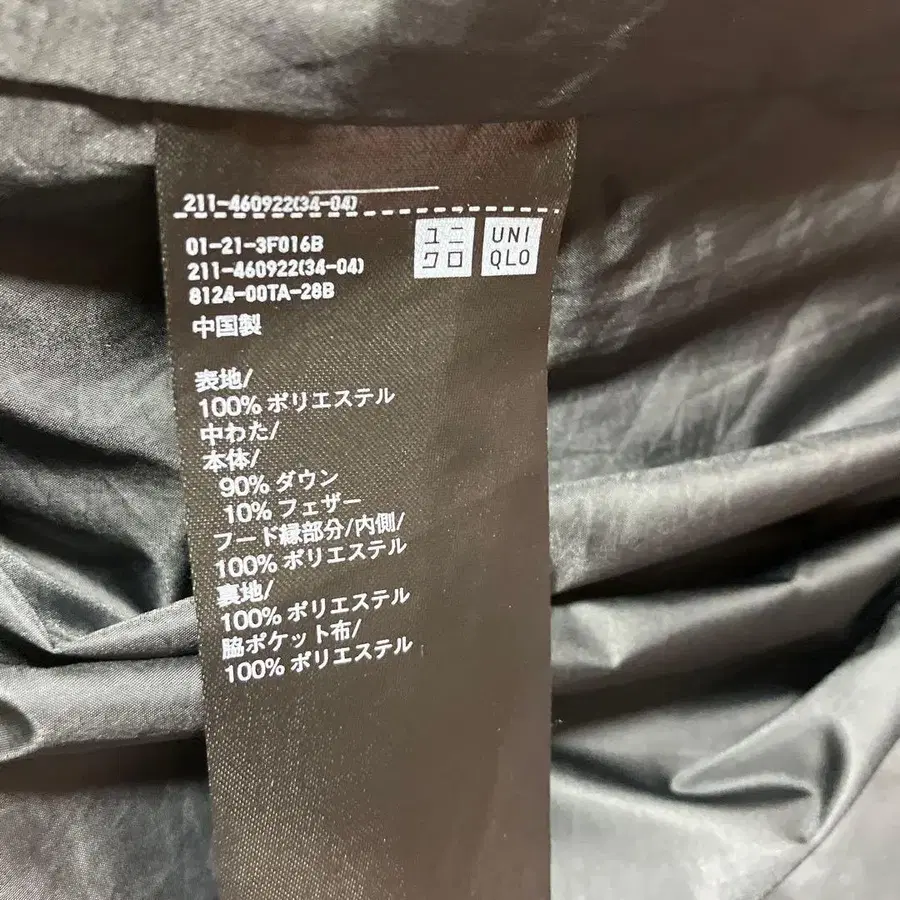 211-460922(34-04)
01-21-3F016B
211-460922(34-04)
8124-00TA-28B
ユニ
クロ
UNI
QLO
中国製
表地/
100% ポリエステル
中わた/
本体/
90% ダウン
10% フェザー
フード縁部分/内側/
100% ポリエステル
裏地/
100% ポリエステル
脇ポケット布/
100% ポリエステル